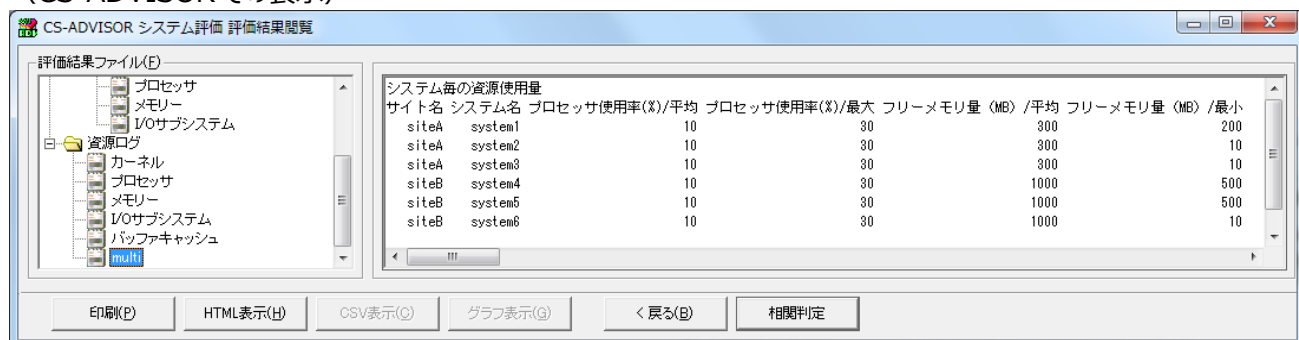 (CS-ADVISOR での表示)
CS-ADVISOR システム評価 評価結果閲覧
評価結果ファイル(F)
プロセッサ
メモリー
I/Oサブシステム
資源ログ
カーネル
プロセッサ
メモリー
I/Oサブシステム
バッファキャッシュ
multi
システム毎の資源使用量
サイト名 システム名 プロセッサ使用率(%)/平均 プロセッサ使用率(%)/最大 フリーメモリ量 (MB) /平均 フリーメモリ量 (MB) /最小
siteA system1 10 30 300 200
siteA system2 10 30 300 10
siteA system3 10 30 300 10
siteB system4 10 30 1000 500
siteB system5 10 30 1000 500
siteB system6 10 30 1000 10
印刷(P) HTML表示(H) CSV表示(C) グラフ表示(G) < 戻る(B) 相関判定